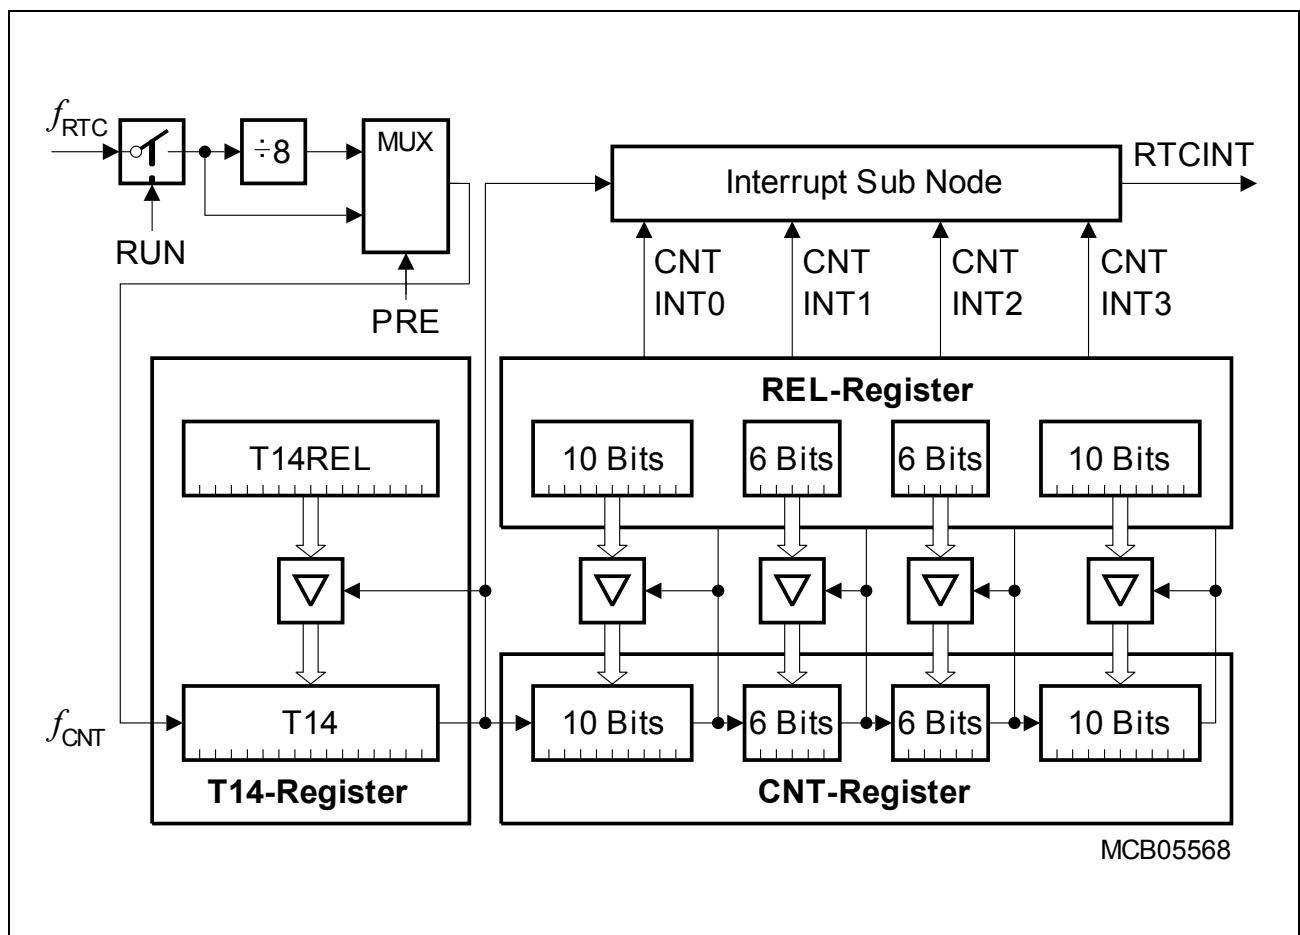 fRTC
÷8
MUX
RUN
PRE
Interrupt Sub Node
RTCINT
CNT INT0
CNT INT1
CNT INT2
CNT INT3
REL-Register
T14REL
10 Bits
6 Bits
6 Bits
10 Bits
fCNT
T14
10 Bits
6 Bits
6 Bits
10 Bits
T14-Register
CNT-Register
MCB05568